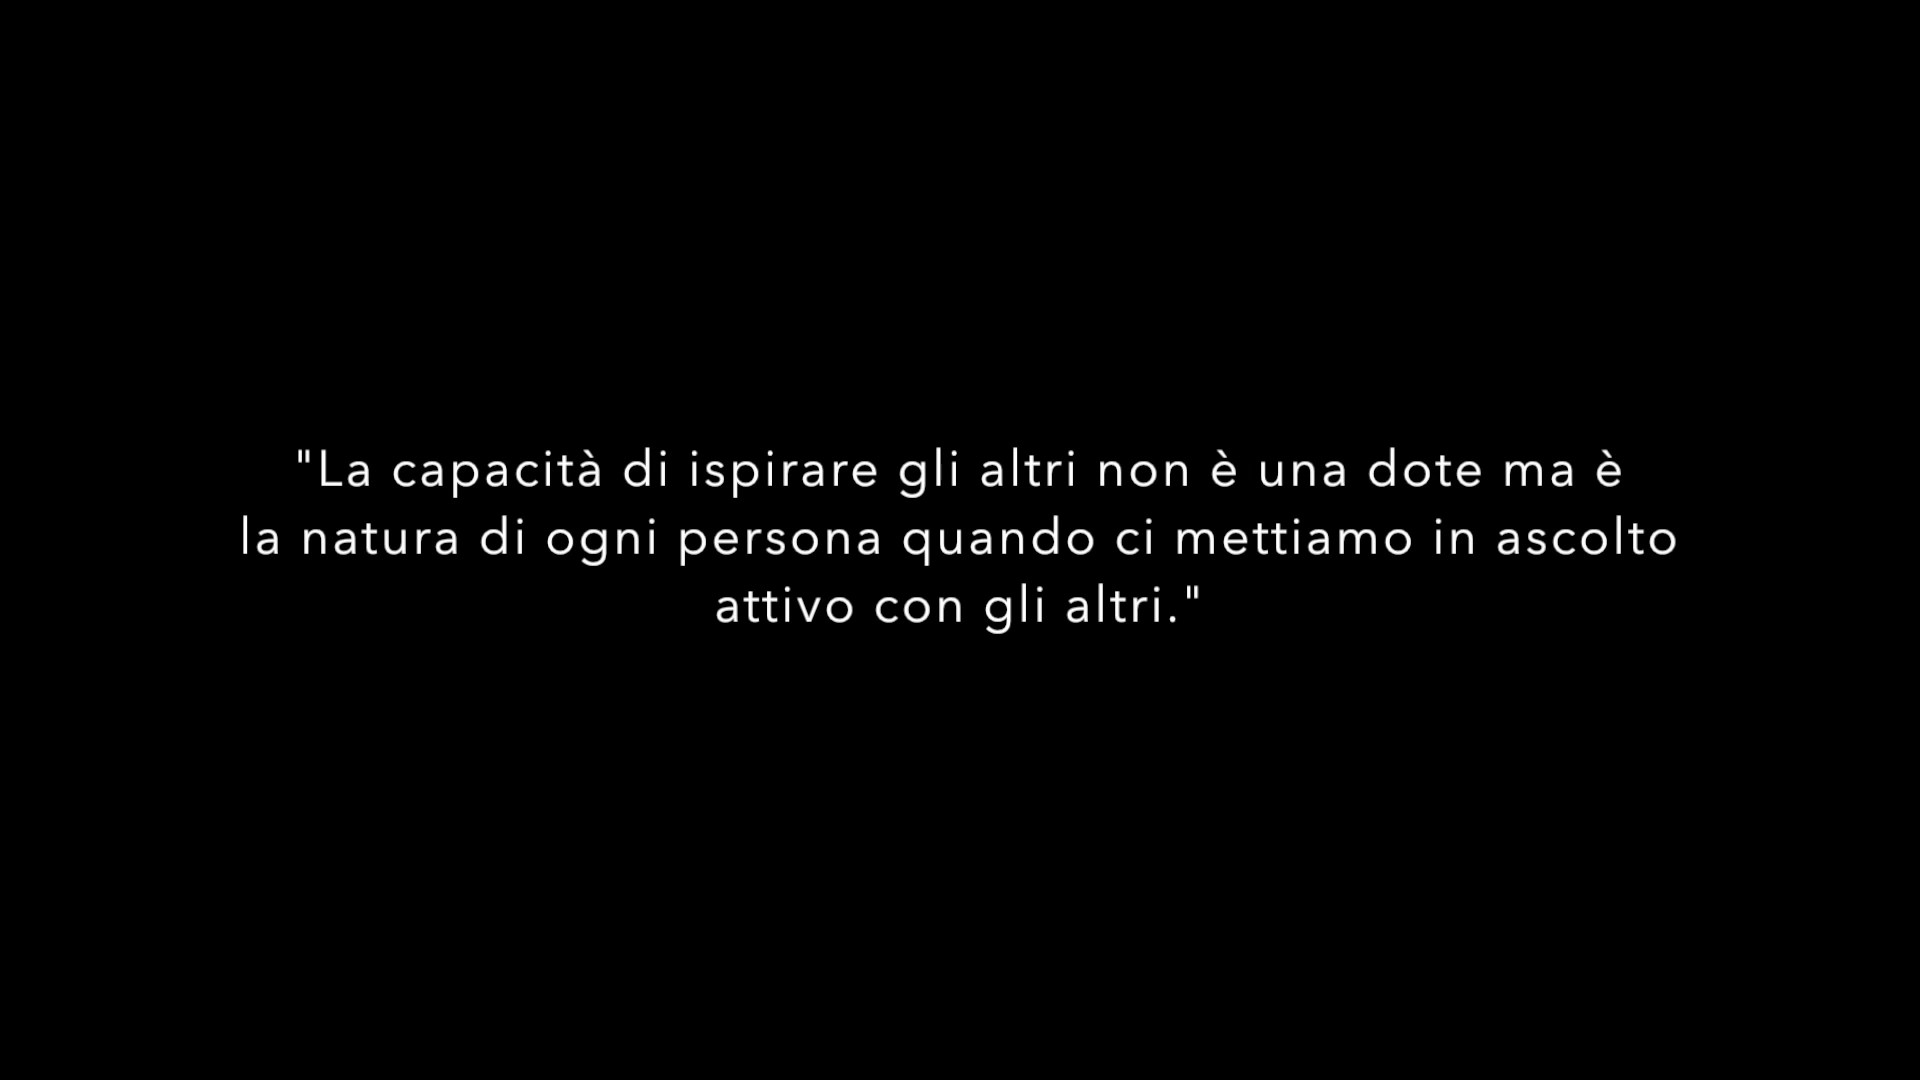 "La capacità di ispirare gli altri non è una dote ma è
la natura di ogni persona quando ci mettiamo in ascolto
attivo con gli altri."